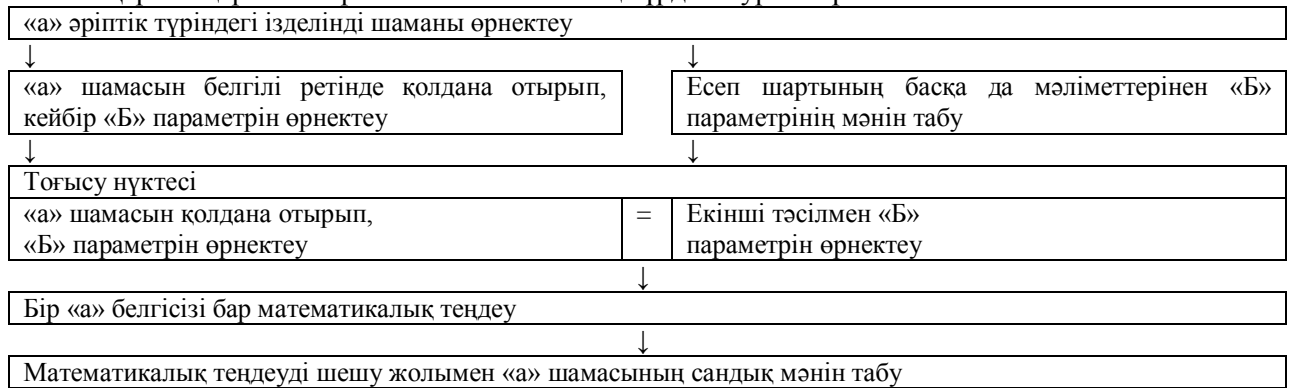 «а» әріптік түріндегі ізделінді шаманы өрнектеу
↓ ↓
«а» шамасын белгілі ретінде қолдана отырып,
кейбір «Б» параметрін өрнектеу
Есеп шартының басқа да мәліметтерінен «Б»
параметрінің мәнін табу
↓ ↓
Тоғысу нүктесі
«а» шамасын қолдана отырып,
«Б» параметрін өрнектеу
=
Екінші тәсілмен «Б»
параметрін өрнектеу
↓
Бір «а» белгісізі бар математикалық теңдеу
↓
Математикалық теңдеуді шешу жолымен «а» шамасының сандық мәнін табу